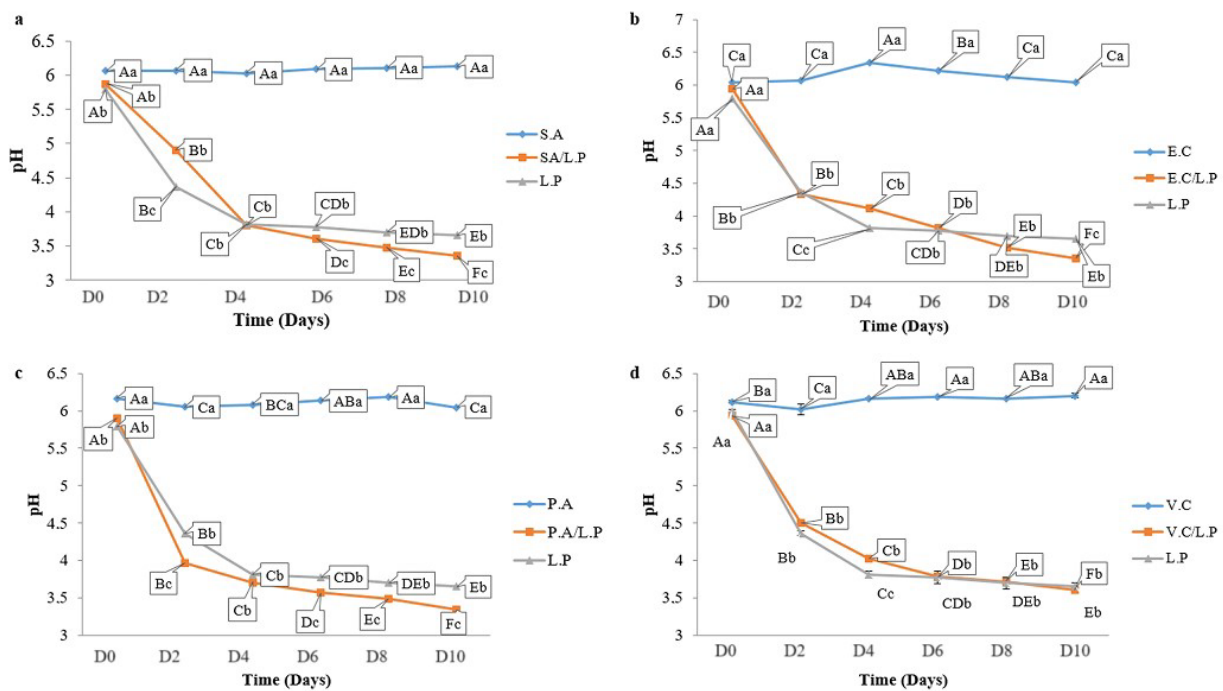 a
6.5
6
5.5
5
4.5
4
3.5
3
pH
Aa Aa Aa Aa Aa Aa
Ab Ab
Bb
Bc
Cb
Cb
CDb EDb Eb
Dc Ec Fc
D0 D2 D4 D6 D8 D10
Time (Days)
S.A
SA/L.P
L.P
b
7
6.5
6
5.5
5
4.5
4
3.5
3
pH
Ca Ca Aa Ba Ca Ca
Aa
Aa
Bb
Bb
Cb
Cc
Db
CDb
Eb
DEb
Fc
Eb
D0 D2 D4 D6 D8 D10
Time (Days)
E.C
E.C/L.P
L.P
c
6.5
6
5.5
5
4.5
4
3.5
3
pH
Aa Ca BCa ABa Aa Ca
Ab Ab
Bb
Bc
Cb CDb DEb Eb
Cb Dc Ec Fc
D0 D2 D4 D6 D8 D10
Time (Days)
P.A
P.A/L.P
L.P
d
6.5
6
5.5
5
4.5
4
3.5
3
pH
Ba Ca ABa Aa ABa Aa
Aa
Aa
Bb
Bb
Cb Db Eb Fb
Cc CDb DEb Eb
D0 D2 D4 D6 D8 D10
Time (Days)
V.C
V.C/L.P
L.P